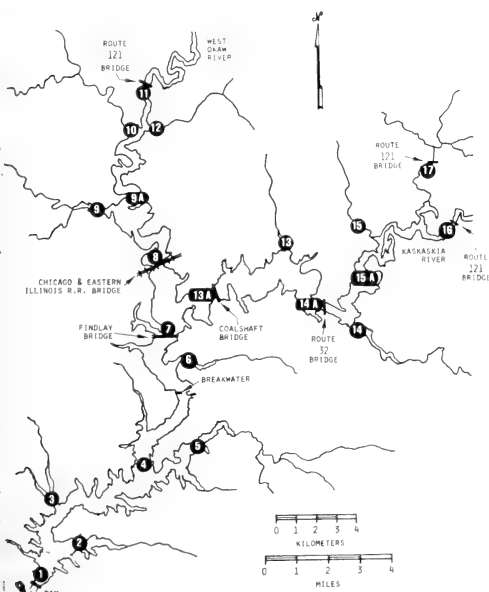 N
ROUTE
121
BRIDGE
WEST
OKAW
RIVER
11
10
12
ROUTE
121
BRIDGE
17
9
9A
15
16
KASKASKIA
RIVER
ROUTE
121
BRIDGE
13
8
CHICAGO & EASTERN
ILLINOIS R.R. BRIDGE
15A
13A
14A
COALSHAFT
BRIDGE
ROUTE
32
BRIDGE
14
FINDLAY
BRIDGE
7
6
BREAKWATER
5
4
3
2
1
0 1 2 3 4
KILOMETERS
0 1 2 3 4
MILES